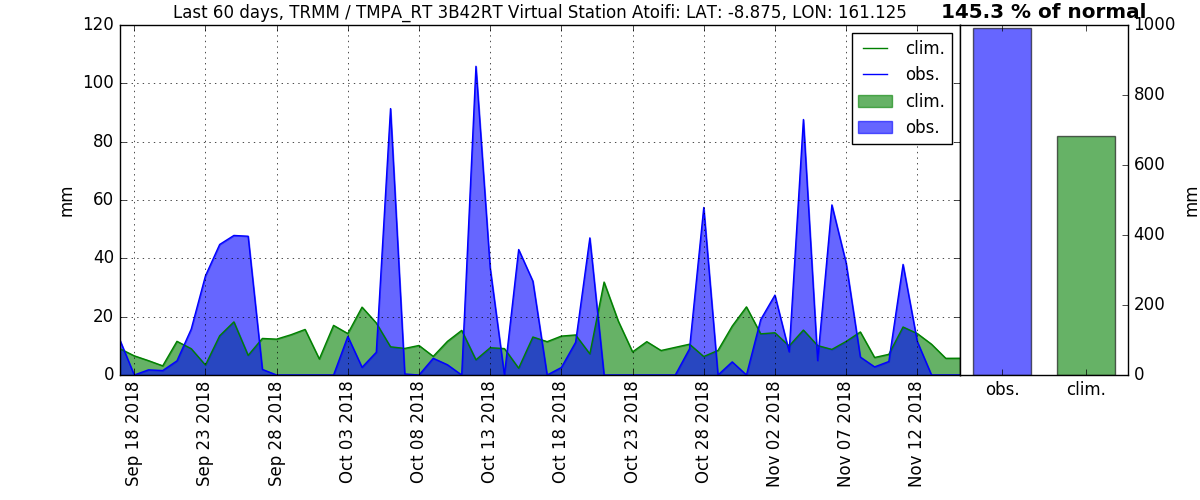 Last 60 days, TRMM / TMPA_RT 3B42RT Virtual Station Atoifi: LAT: -8.875, LON: 161.125
145.3 % of normal
120
100
80
60
40
20
0
mm
clim.
obs.
clim.
obs.
1000
800
600
400
200
0
mm
Sep 18 2018
Sep 23 2018
Sep 28 2018
Oct 03 2018
Oct 08 2018
Oct 13 2018
Oct 18 2018
Oct 23 2018
Oct 28 2018
Nov 02 2018
Nov 07 2018
Nov 12 2018
obs.
clim.